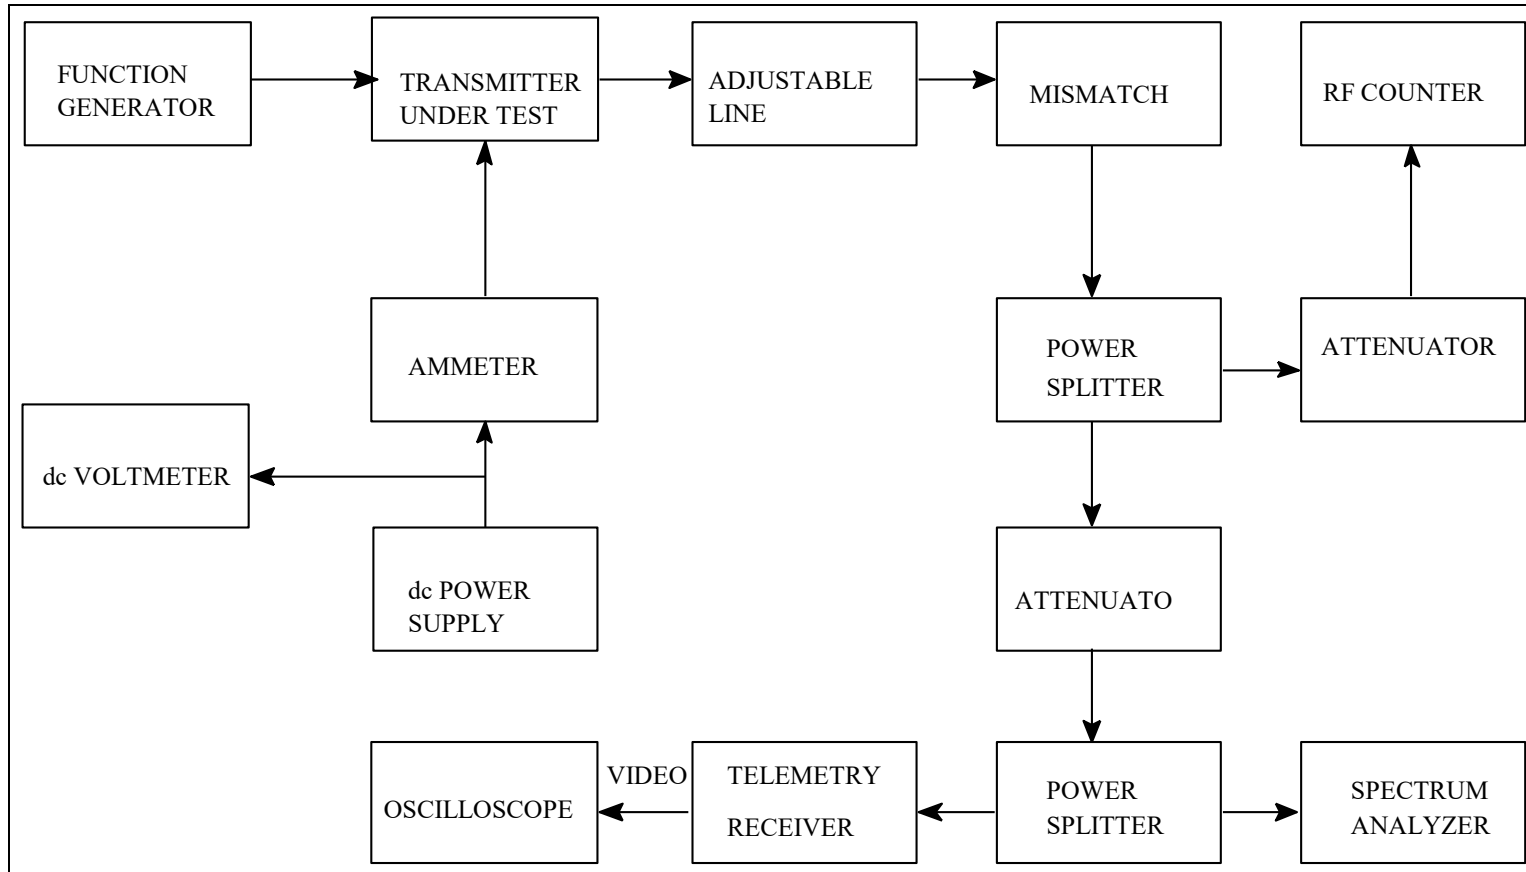 FUNCTION
GENERATOR
TRANSMITTER
UNDER TEST
ADJUSTABLE
LINE
MISMATCH
RF COUNTER
AMMETER
POWER
SPLITTER
ATTENUATOR
dc VOLTMETER
dc POWER
SUPPLY
ATTENUATO
OSCILLOSCOPE
VIDEO
TELEMETRY
RECEIVER
POWER
SPLITTER
SPECTRUM
ANALYZER